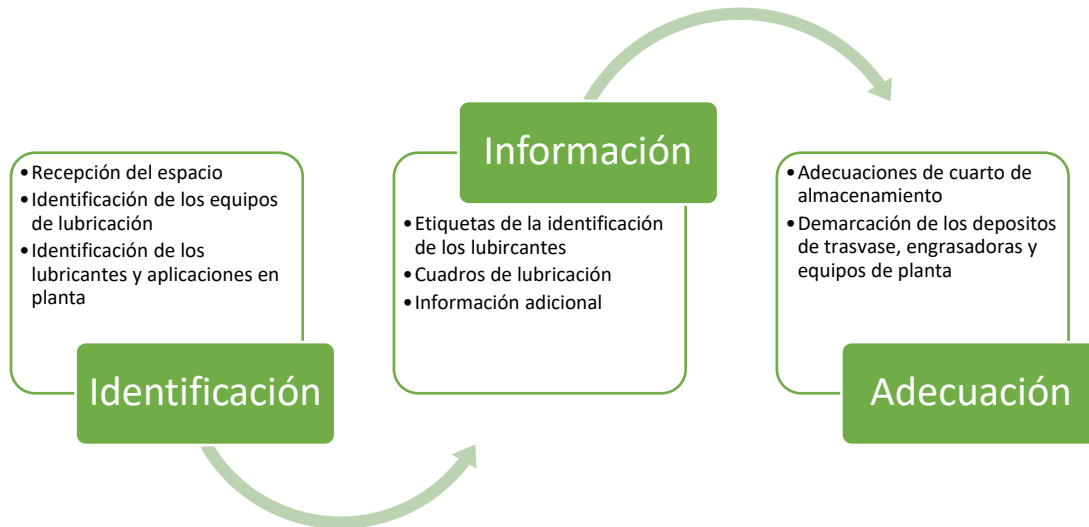 •Recepción del espacio
•Identificación de los equipos
de lubricación
•Identificación de los
lubricantes y aplicaciones en
planta
Identificación
Información
•Etiquetas de la identificación
de los lubircantes
•Cuadros de lubricación
•Información adicional
•Adecuaciones de cuarto de
almacenamiento
•Demarcación de los depositos
de trasvase, engrasadoras y
equipos de planta
Adecuación